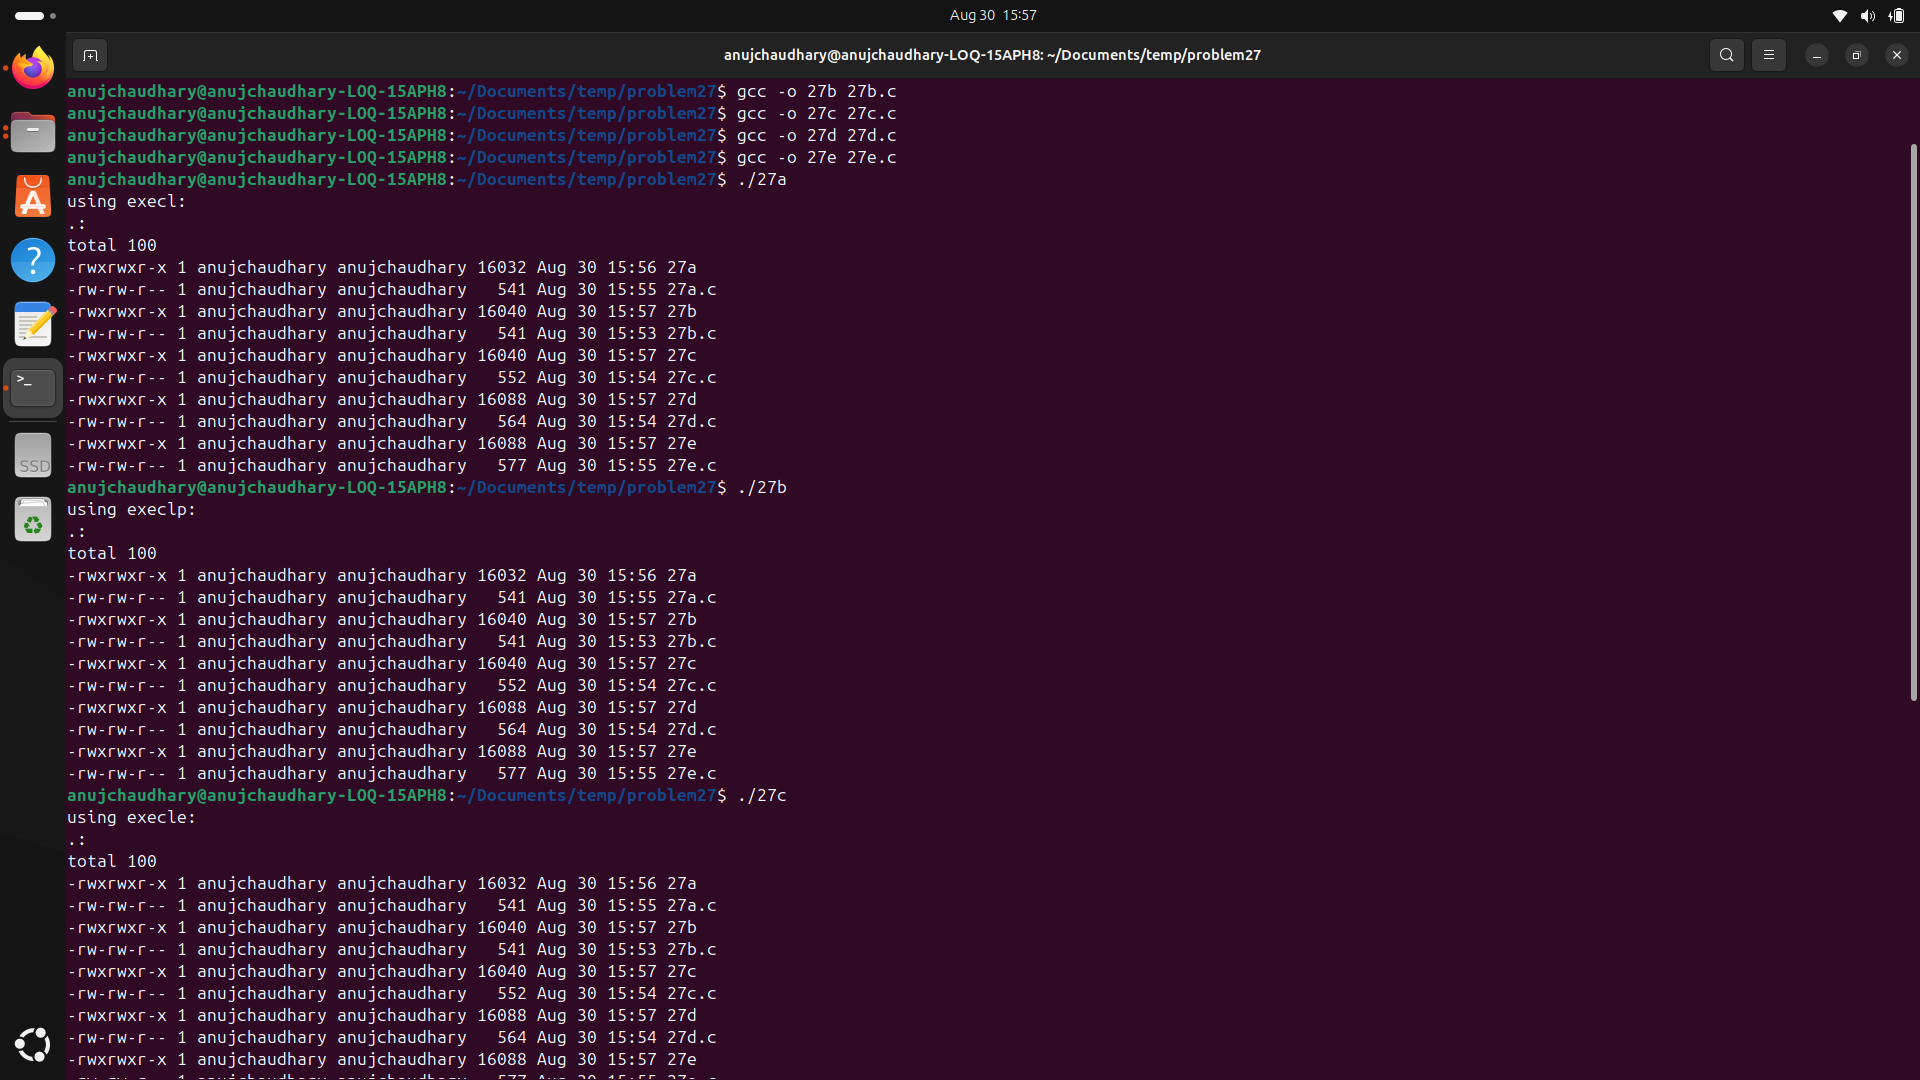 Aug 30 15:57
anujchaudhary@anujchaudhary-LOQ-15APH8: ~/Documents/temp/problem27
anujchaudhary@anujchaudhary-LOQ-15APH8:~/Documents/temp/problem27$ gcc -o 27b 27b.c
anujchaudhary@anujchaudhary-LOQ-15APH8:~/Documents/temp/problem27$ gcc -o 27c 27c.c
anujchaudhary@anujchaudhary-LOQ-15APH8:~/Documents/temp/problem27$ gcc -o 27d 27d.c
anujchaudhary@anujchaudhary-LOQ-15APH8:~/Documents/temp/problem27$ gcc -o 27e 27e.c
anujchaudhary@anujchaudhary-LOQ-15APH8:~/Documents/temp/problem27$ ./27a
using execl:
.:
total 100
-rwxrwxr-x 1 anujchaudhary anujchaudhary 16032 Aug 30 15:56 27a
-rw-rw-r-- 1 anujchaudhary anujchaudhary   541 Aug 30 15:55 27a.c
-rwxrwxr-x 1 anujchaudhary anujchaudhary 16040 Aug 30 15:57 27b
-rw-rw-r-- 1 anujchaudhary anujchaudhary   541 Aug 30 15:53 27b.c
-rwxrwxr-x 1 anujchaudhary anujchaudhary 16040 Aug 30 15:57 27c
-rw-rw-r-- 1 anujchaudhary anujchaudhary   552 Aug 30 15:54 27c.c
-rwxrwxr-x 1 anujchaudhary anujchaudhary 16088 Aug 30 15:57 27d
-rw-rw-r-- 1 anujchaudhary anujchaudhary   564 Aug 30 15:54 27d.c
-rwxrwxr-x 1 anujchaudhary anujchaudhary 16088 Aug 30 15:57 27e
-rw-rw-r-- 1 anujchaudhary anujchaudhary   577 Aug 30 15:55 27e.c
anujchaudhary@anujchaudhary-LOQ-15APH8:~/Documents/temp/problem27$ ./27b
using execlp:
.:
total 100
-rwxrwxr-x 1 anujchaudhary anujchaudhary 16032 Aug 30 15:56 27a
-rw-rw-r-- 1 anujchaudhary anujchaudhary   541 Aug 30 15:55 27a.c
-rwxrwxr-x 1 anujchaudhary anujchaudhary 16040 Aug 30 15:57 27b
-rw-rw-r-- 1 anujchaudhary anujchaudhary   541 Aug 30 15:53 27b.c
-rwxrwxr-x 1 anujchaudhary anujchaudhary 16040 Aug 30 15:57 27c
-rw-rw-r-- 1 anujchaudhary anujchaudhary   552 Aug 30 15:54 27c.c
-rwxrwxr-x 1 anujchaudhary anujchaudhary 16088 Aug 30 15:57 27d
-rw-rw-r-- 1 anujchaudhary anujchaudhary   564 Aug 30 15:54 27d.c
-rwxrwxr-x 1 anujchaudhary anujchaudhary 16088 Aug 30 15:57 27e
-rw-rw-r-- 1 anujchaudhary anujchaudhary   577 Aug 30 15:55 27e.c
anujchaudhary@anujchaudhary-LOQ-15APH8:~/Documents/temp/problem27$ ./27c
using execle:
.:
total 100
-rwxrwxr-x 1 anujchaudhary anujchaudhary 16032 Aug 30 15:56 27a
-rw-rw-r-- 1 anujchaudhary anujchaudhary   541 Aug 30 15:55 27a.c
-rwxrwxr-x 1 anujchaudhary anujchaudhary 16040 Aug 30 15:57 27b
-rw-rw-r-- 1 anujchaudhary anujchaudhary   541 Aug 30 15:53 27b.c
-rwxrwxr-x 1 anujchaudhary anujchaudhary 16040 Aug 30 15:57 27c
-rw-rw-r-- 1 anujchaudhary anujchaudhary   552 Aug 30 15:54 27c.c
-rwxrwxr-x 1 anujchaudhary anujchaudhary 16088 Aug 30 15:57 27d
-rw-rw-r-- 1 anujchaudhary anujchaudhary   564 Aug 30 15:54 27d.c
-rwxrwxr-x 1 anujchaudhary anujchaudhary 16088 Aug 30 15:57 27e
SSD